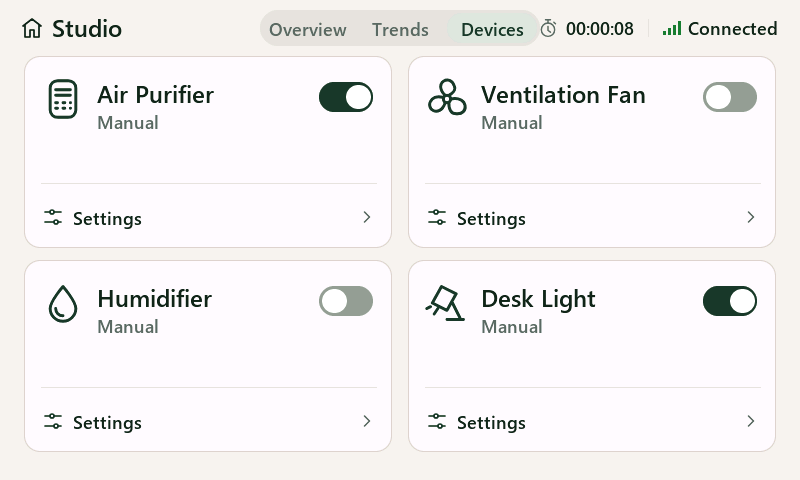 Studio
Overview Trends Devices
00:00:08
Connected
Air Purifier
Manual
Settings
Ventilation Fan
Manual
Settings
Humidifier
Manual
Settings
Desk Light
Manual
Settings